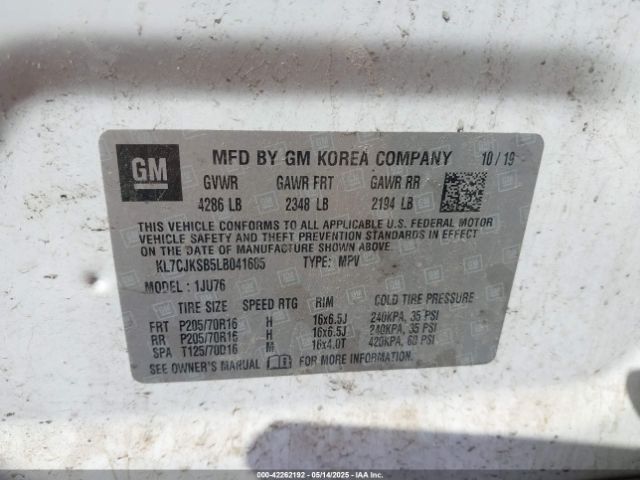 GM MFD BY GM KOREA COMPANY 10 / 19
GVWR GAWR FRT GAWR RR
4286 LB 2348 LB 2194 LB
THIS VEHICLE CONFORMS TO ALL APPLICABLE U.S. FEDERAL MOTOR
VEHICLE SAFETY AND THEFT PREVENTION STANDARDS IN EFFECT
ON THE DATE OF MANUFACTURE SHOWN ABOVE.
KL7CJKSB5LB041685 TYPE: MPV
MODEL : 1JU76
TIRE SIZE SPEED RTG RIM COLD TIRE PRESSURE
FRT P205/70R16 H 16x6.5J 240KPA, 35 PSI
RR P205/70R16 H 16x6.5J 240KPA, 35 PSI
SPA T125/70D16 M 16x4.0T 420KPA, 60 PSI
SEE OWNER'S MANUAL FOR MORE INFORMATION.
000-42262192 - 05/14/2025 - IAAI.COM